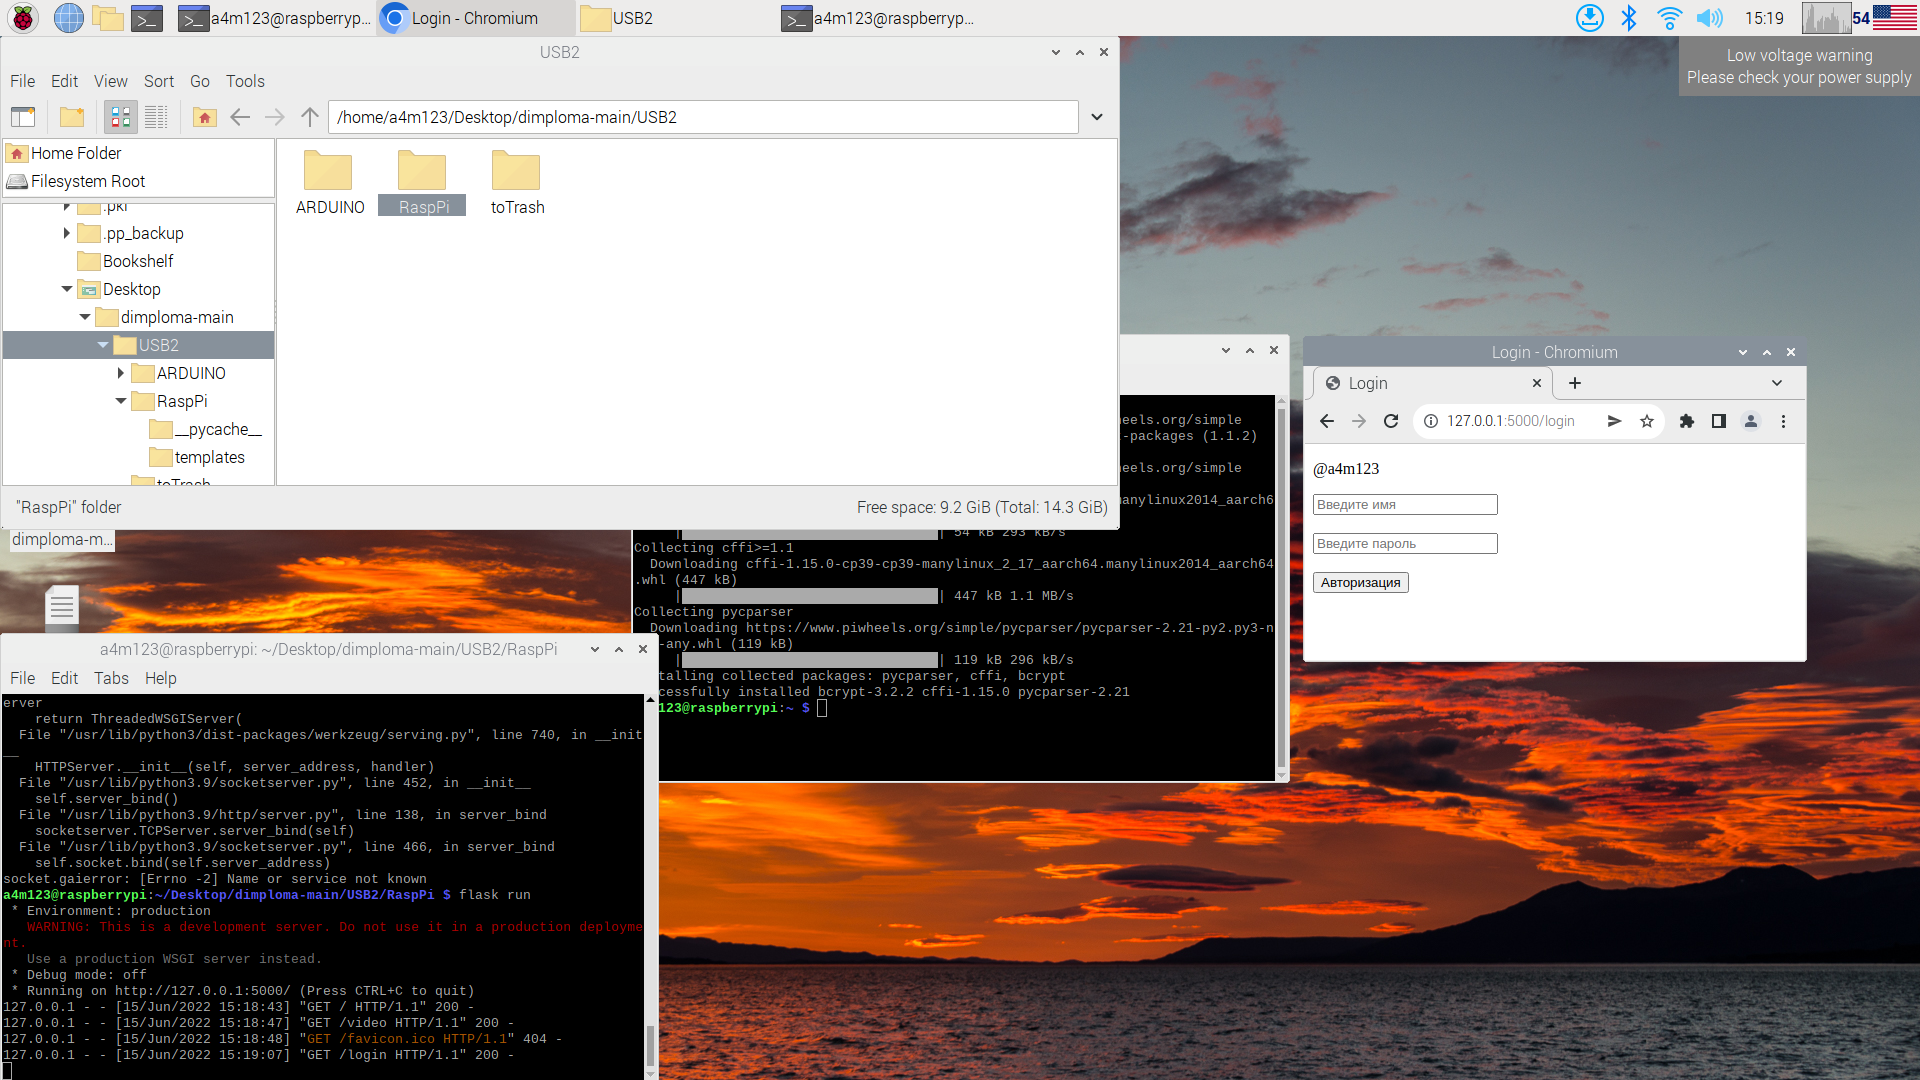 a4m123@raspberryp...
Login - Chromium
USB2
a4m123@raspberryp...
15:19
54
Low voltage warning
Please check your power supply
USB2
File Edit View Sort Go Tools
/home/a4m123/Desktop/dimploma-main/USB2
Home Folder
Filesystem Root
.pki
.pp_backup
Bookshelf
Desktop
dimploma-main
USB2
ARDUINO
RaspPi
__pycache__
templates
toTrash
ARDUINO
RaspPi
toTrash
"RaspPi" folder
Free space: 9.2 GiB (Total: 14.3 GiB)
dimploma-m...
eels.org/simple
-packages (1.1.2)
eels.org/simple
manylinux2014_aarch6
| 54 kB 293 kB/s
Collecting cffi>=1.1
Downloading cffi-1.15.0-cp39-cp39-manylinux_2_17_aarch64.manylinux2014_aarch64
.whl (447 kB)
| | 447 kB 1.1 MB/s
Collecting pycparser
Downloading https://www.piwheels.org/simple/pycparser/pycparser-2.21-py2.py3-n
-any.whl (119 kB)
| | 119 kB 296 kB/s
talling collected packages: pycparser, cffi, bcrypt
cessfully installed bcrypt-3.2.2 cffi-1.15.0 pycparser-2.21
123@raspberrypi:~ $
Login - Chromium
Login
127.0.0.1:5000/login
@a4m123
Введите имя
Введите пароль
Авторизация
a4m123@raspberrypi: ~/Desktop/dimploma-main/USB2/RaspPi
File Edit Tabs Help
erver
return ThreadedWSGIServer(
File "/usr/lib/python3/dist-packages/werkzeug/serving.py", line 740, in __init
__
HTTPServer.__init__(self, server_address, handler)
File "/usr/lib/python3.9/socketserver.py", line 452, in __init__
self.server_bind()
File "/usr/lib/python3.9/http/server.py", line 138, in server_bind
socketserver.TCPServer.server_bind(self)
File "/usr/lib/python3.9/socketserver.py", line 466, in server_bind
self.socket.bind(self.server_address)
socket.gaierror: [Errno -2] Name or service not known
a4m123@raspberrypi:~/Desktop/dimploma-main/USB2/RaspPi $ flask run
* Environment: production
WARNING: This is a development server. Do not use it in a production deployme
nt.
Use a production WSGI server instead.
* Debug mode: off
* Running on http://127.0.0.1:5000/ (Press CTRL+C to quit)
127.0.0.1 - - [15/Jun/2022 15:18:43] "GET / HTTP/1.1" 200 -
127.0.0.1 - - [15/Jun/2022 15:18:47] "GET /video HTTP/1.1" 200 -
127.0.0.1 - - [15/Jun/2022 15:18:48] "GET /favicon.ico HTTP/1.1" 404 -
127.0.0.1 - - [15/Jun/2022 15:19:07] "GET /login HTTP/1.1" 200 -